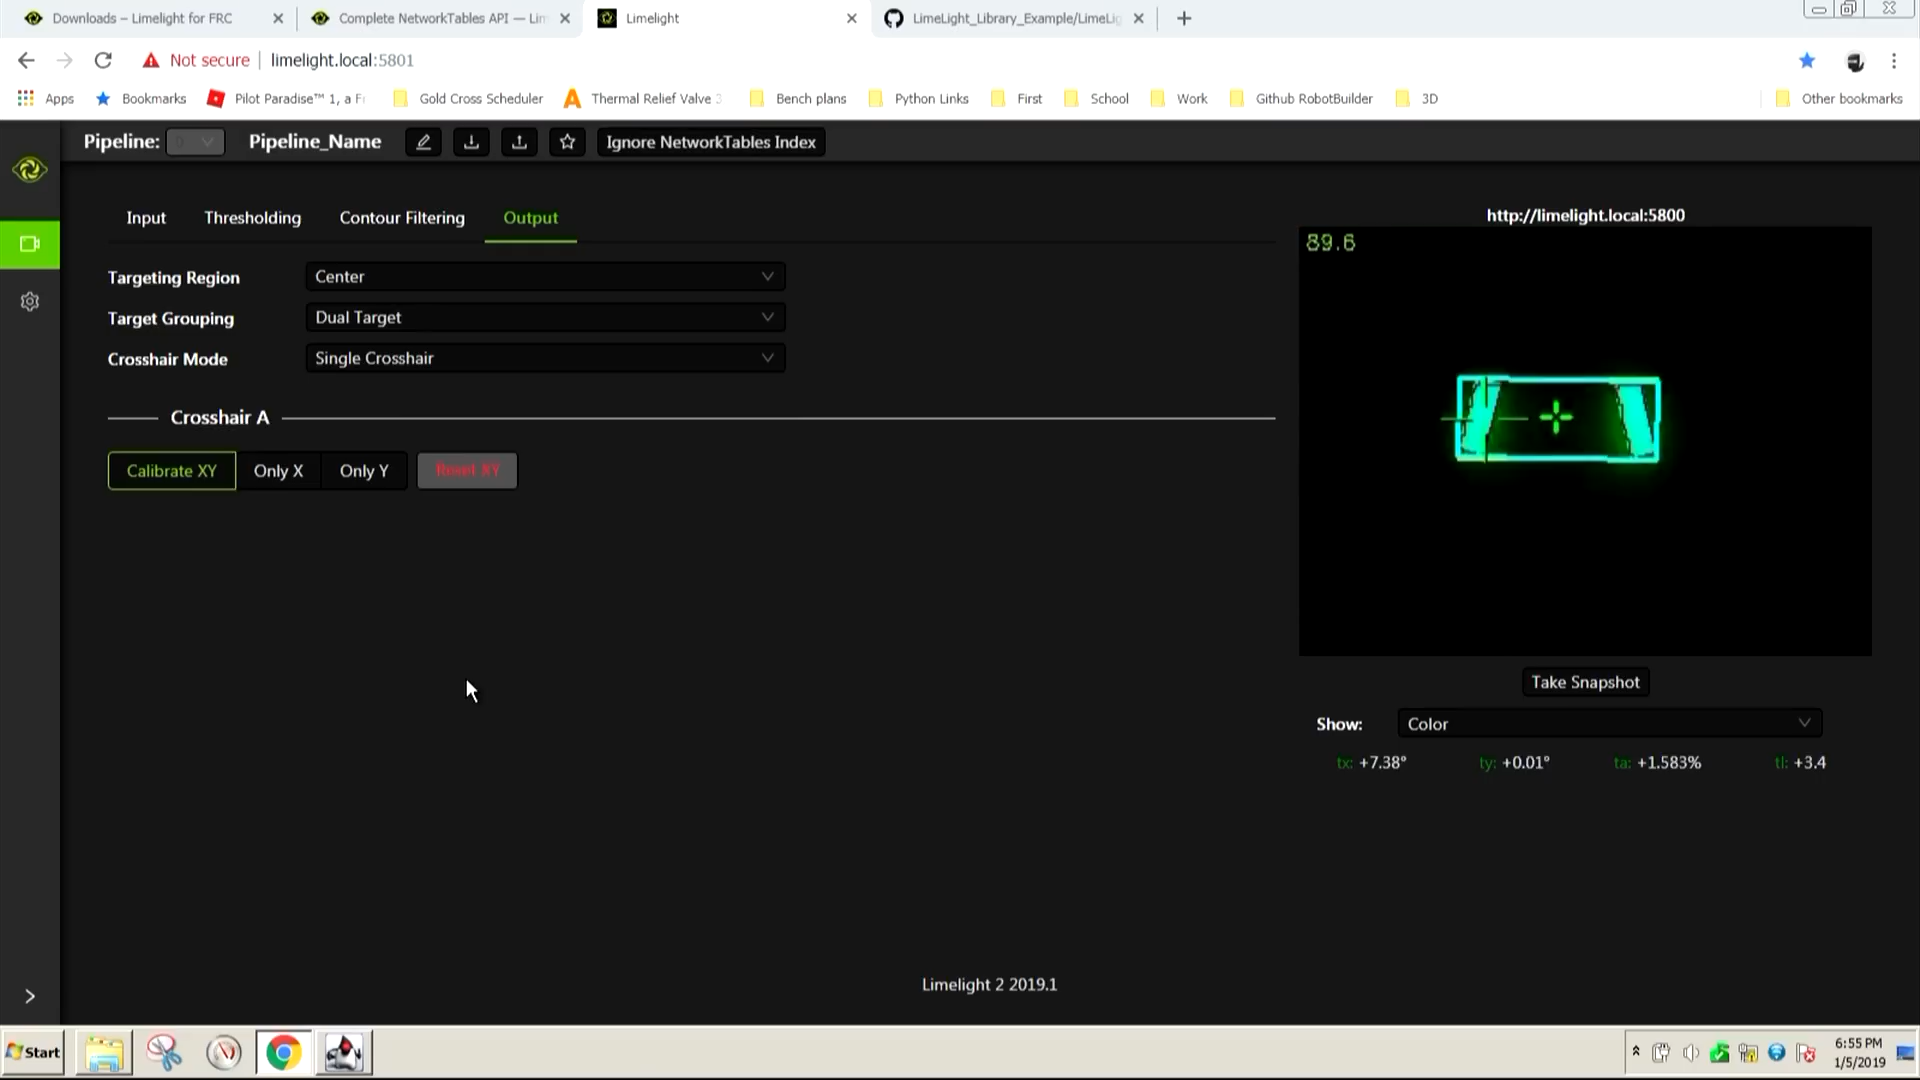 Downloads – Limelight for FRC
Complete NetworkTables API — Lim
Limelight
LimeLight_Library_Example/LimeLig
Not secure
limelight.local:5801
Apps
Bookmarks
Pilot Paradise™ 1, a Fr
Gold Cross Scheduler
Thermal Relief Valve 3
Bench plans
Python Links
First
School
Work
Github RobotBuilder
3D
Other bookmarks
Pipeline:
Pipeline_Name
Ignore NetworkTables Index
Input
Thresholding
Contour Filtering
Output
http://limelight.local:5800
89.6
Targeting Region
Center
Target Grouping
Dual Target
Crosshair Mode
Single Crosshair
Crosshair A
Calibrate XY
Only X
Only Y
Reset XY
Take Snapshot
Show:
Color
tx: +7.38°
ty: +0.01°
ta: +1.583%
tl: +3.4
Limelight 2 2019.1
Start
6:55 PM
1/5/2019